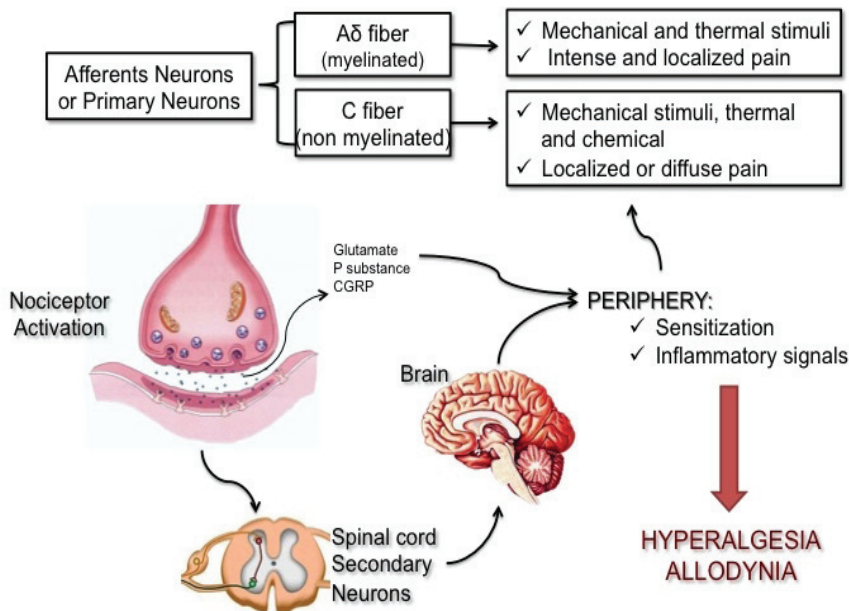 Afferents Neurons
or Primary Neurons
Aδ fiber
(myelinated)
✓ Mechanical and thermal stimuli
✓ Intense and localized pain
C fiber
(non myelinated)
✓ Mechanical stimuli, thermal
and chemical
✓ Localized or diffuse pain
Nociceptor
Activation
Glutamate
P substance
CGRP
PERIPHERY:
✓ Sensitization
✓ Inflammatory signals
Brain
Spinal cord
Secondary
Neurons
HYPERALGESIA
ALLODYNIA